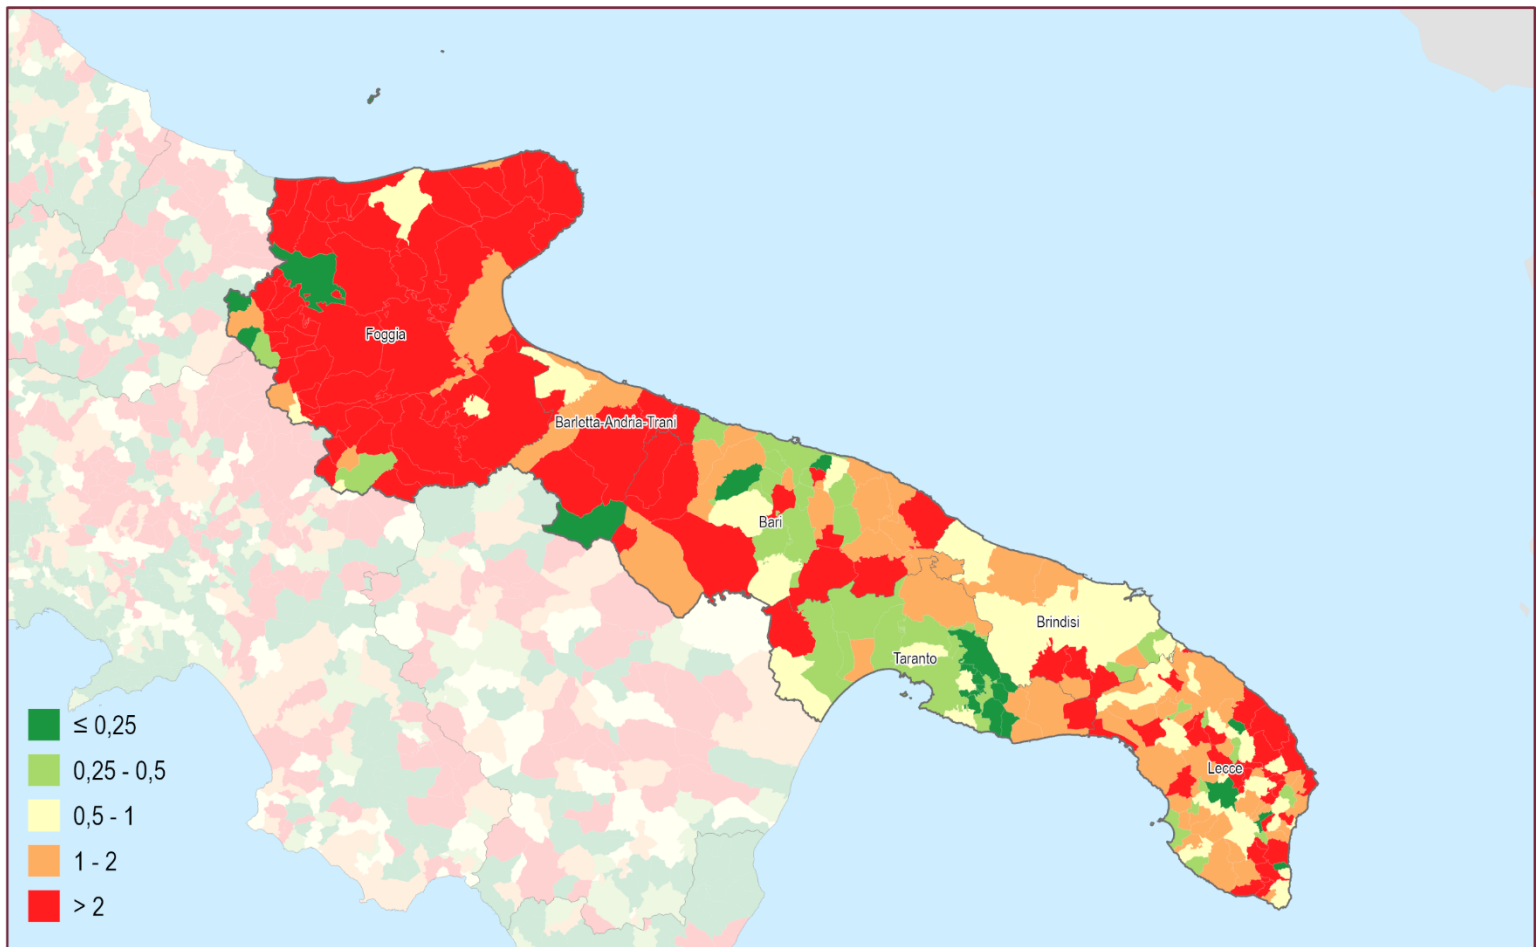 Foggia
Barletta-Andria-Trani
Bari
Brindisi
Taranto
Lecce
≤ 0,25
0,25 - 0,5
0,5 - 1
1 - 2
> 2